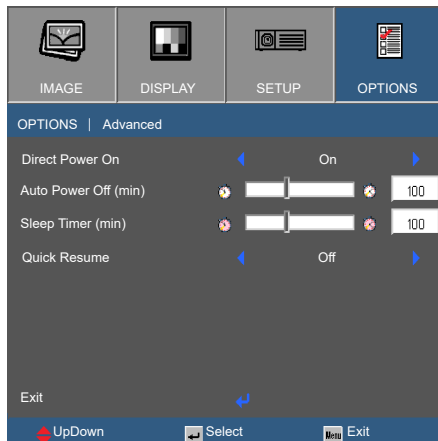 IMAGE DISPLAY SETUP OPTIONS
OPTIONS | Advanced
Direct Power On On
Auto Power Off (min) 100
Sleep Timer (min) 100
Quick Resume Off
Exit
UpDown Select Menu Exit